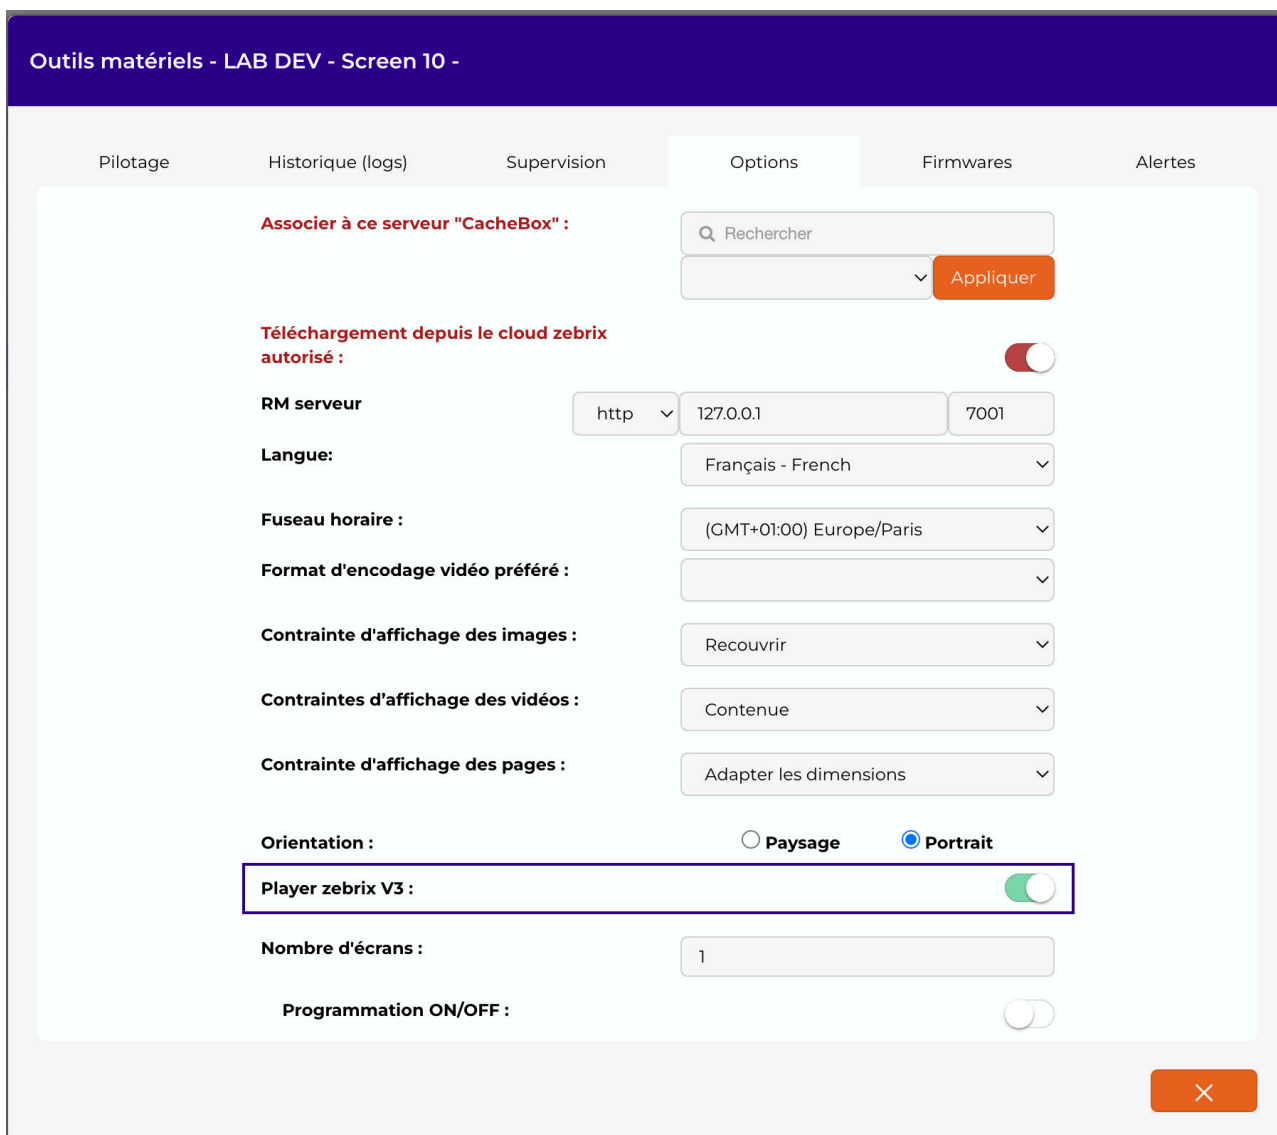 Outils matériels - LAB DEV - Screen 10 -
Pilotage Historique (logs) Supervision Options Firmwares Alertes
Associer à ce serveur "CacheBox" : Rechercher
Appliquer
Téléchargement depuis le cloud zebrix
autorisé :
RM serveur http 127.0.0.1 7001
Langue: Français - French
Fuseau horaire : (GMT+01:00) Europe/Paris
Format d'encodage vidéo préféré :
Contrainte d'affichage des images : Recouvrir
Contraintes d’affichage des vidéos : Contenue
Contrainte d'affichage des pages : Adapter les dimensions
Orientation : Paysage Portrait
Player zebrix V3 :
Nombre d'écrans : 1
Programmation ON/OFF :